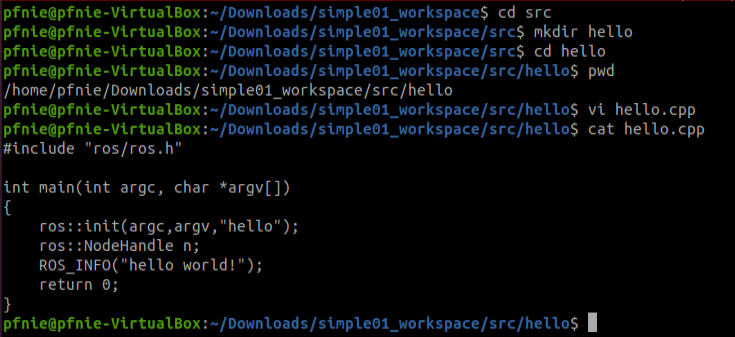 pfnie@pfnie-VirtualBox:~/Downloads/simple01_workspace$ cd src
pfnie@pfnie-VirtualBox:~/Downloads/simple01_workspace/src$ mkdir hello
pfnie@pfnie-VirtualBox:~/Downloads/simple01_workspace/src$ cd hello
pfnie@pfnie-VirtualBox:~/Downloads/simple01_workspace/src/hello$ pwd
/home/pfnie/Downloads/simple01_workspace/src/hello
pfnie@pfnie-VirtualBox:~/Downloads/simple01_workspace/src/hello$ vi hello.cpp
pfnie@pfnie-VirtualBox:~/Downloads/simple01_workspace/src/hello$ cat hello.cpp
#include "ros/ros.h"

int main(int argc, char *argv[])
{
    ros::init(argc,argv,"hello");
    ros::NodeHandle n;
    ROS_INFO("hello world!");
    return 0;
}
pfnie@pfnie-VirtualBox:~/Downloads/simple01_workspace/src/hello$